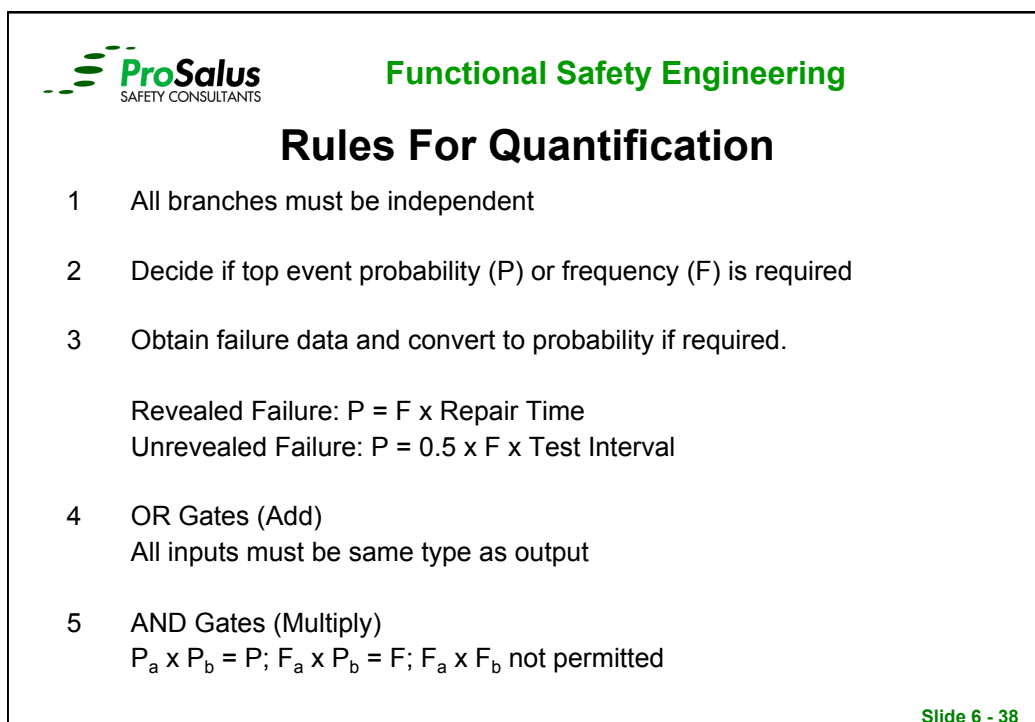 ProSalus
SAFETY CONSULTANTS
Functional Safety Engineering
Rules For Quantification
1 All branches must be independent
2 Decide if top event probability (P) or frequency (F) is required
3 Obtain failure data and convert to probability if required.
Revealed Failure: P = F x Repair Time
Unrevealed Failure: P = 0.5 x F x Test Interval
4 OR Gates (Add)
All inputs must be same type as output
5 AND Gates (Multiply)
Pa x Pb = P; Fa x Pb = F; Fa x Fb not permitted
Slide 6 - 38